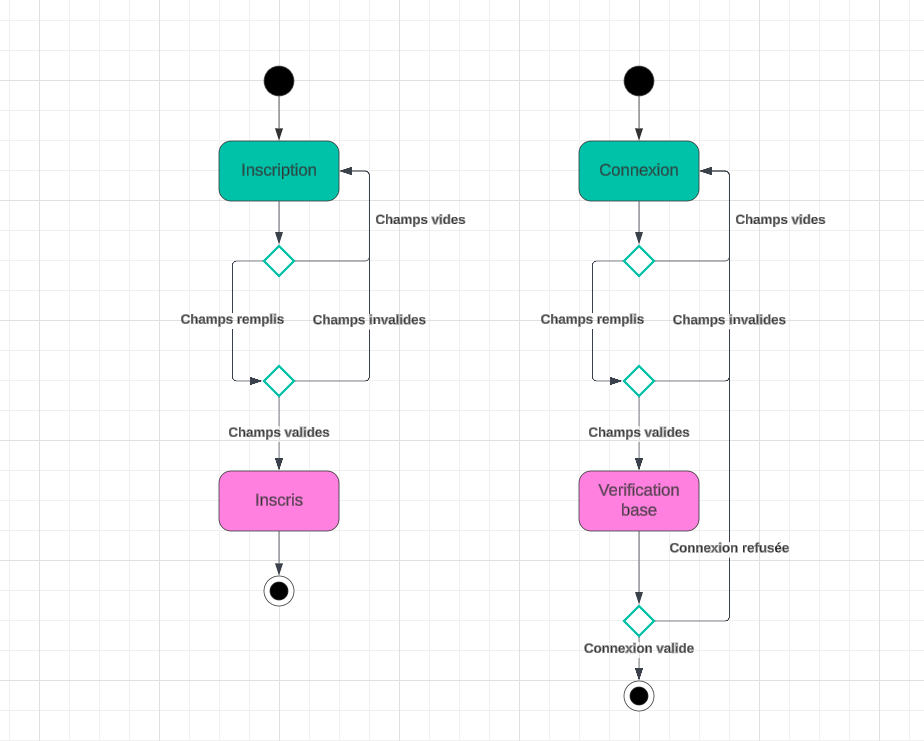 Inscription
Champs vides
Champs remplis
Champs invalides
Champs valides
Inscris
Connexion
Champs vides
Champs remplis
Champs invalides
Champs valides
Verification
base
Connexion refusée
Connexion valide